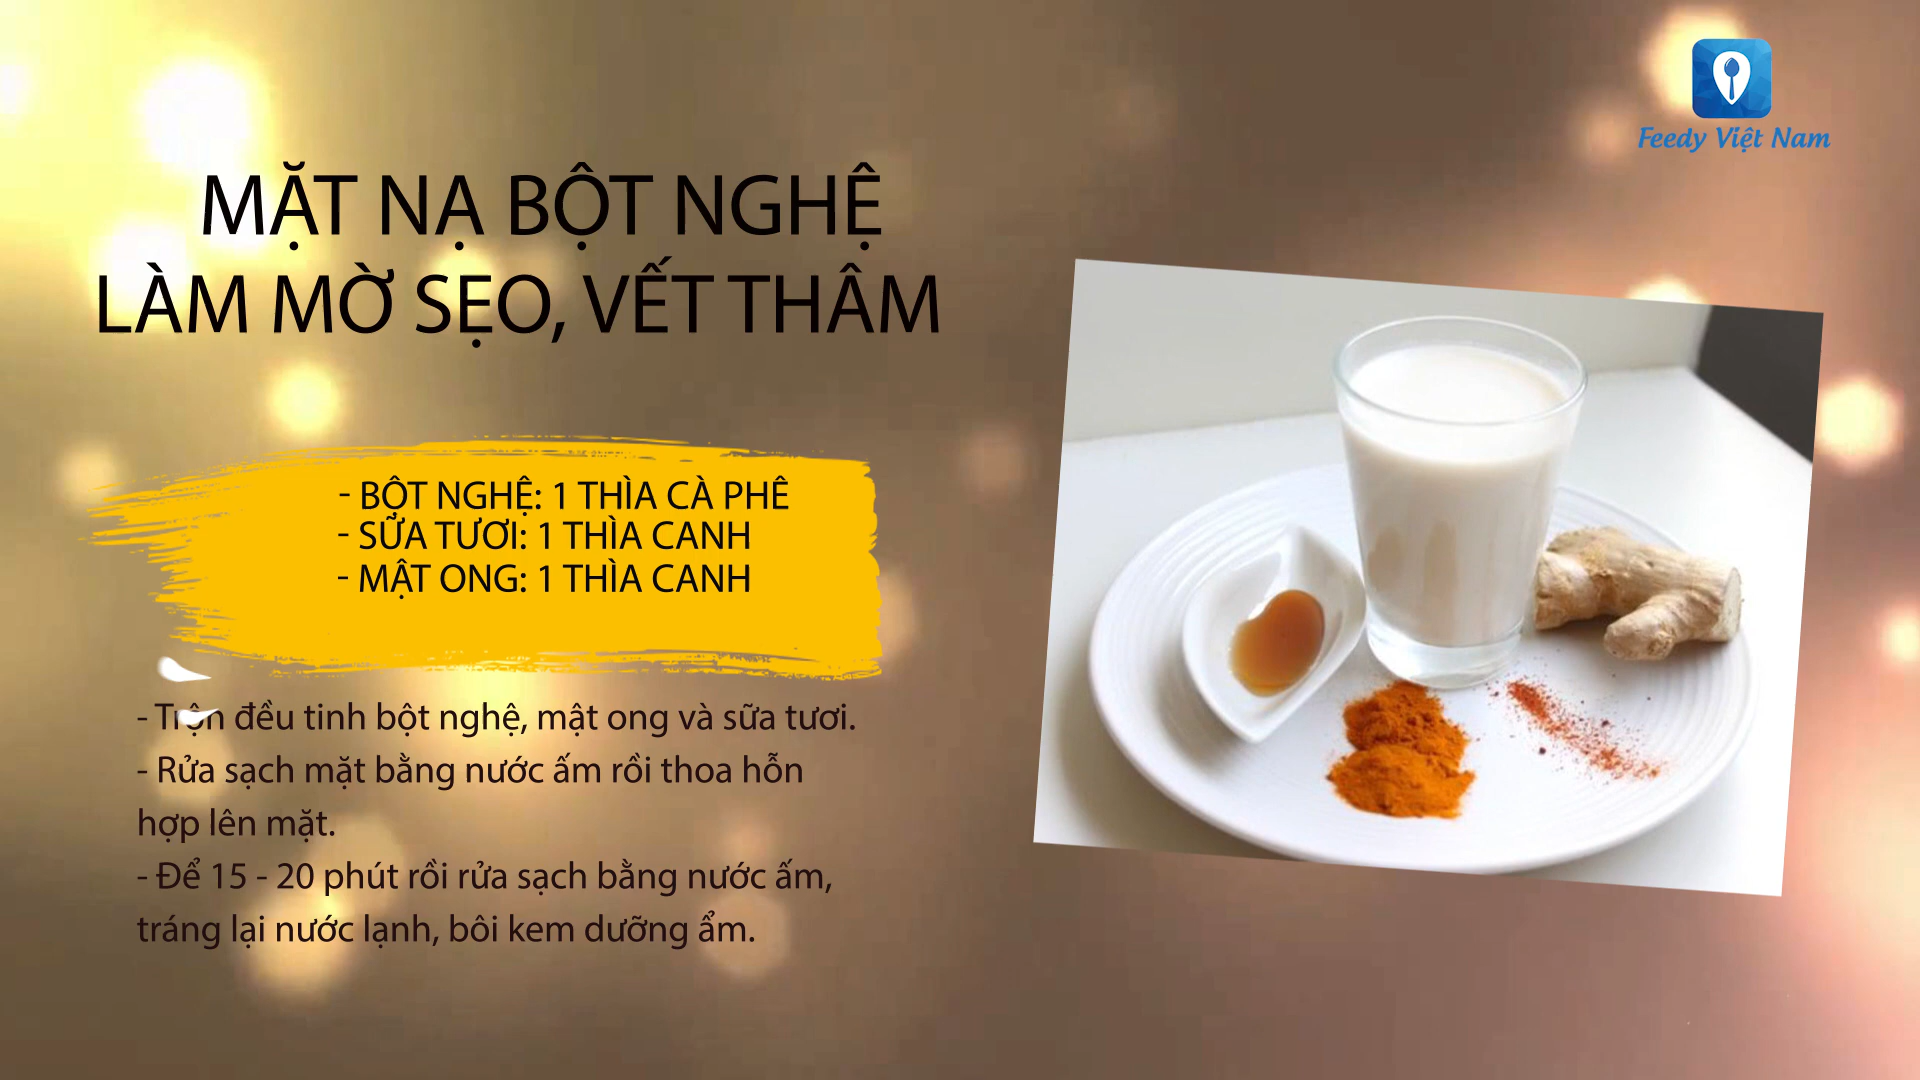 Feedy Việt Nam
MẶT NẠ BỘT NGHỆ
LÀM MỜ SẸO, VẾT THÂM
- BỘT NGHỆ: 1 THÌA CÀ PHÊ
- SỮA TƯƠI: 1 THÌA CANH
- MẬT ONG: 1 THÌA CANH
- Trộn đều tinh bột nghệ, mật ong và sữa tươi.
- Rửa sạch mặt bằng nước ấm rồi thoa hỗn
hợp lên mặt.
- Để 15 - 20 phút rồi rửa sạch bằng nước ấm,
tráng lại nước lạnh, bôi kem dưỡng ẩm.